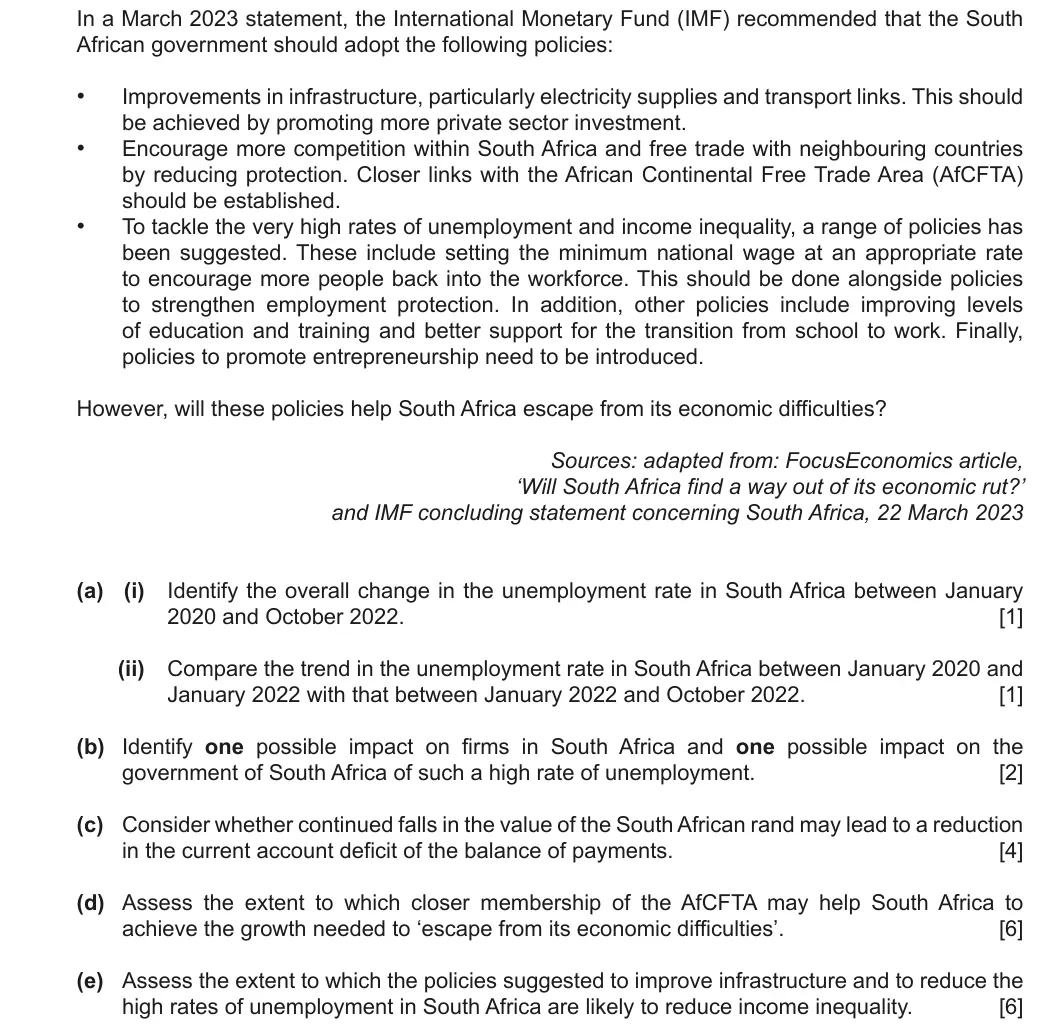 In a March 2023 statement, the International Monetary Fund (IMF) recommended that the South
African government should adopt the following policies:
• Improvements in infrastructure, particularly electricity supplies and transport links. This should
be achieved by promoting more private sector investment.
• Encourage more competition within South Africa and free trade with neighbouring countries
by reducing protection. Closer links with the African Continental Free Trade Area (AfCFTA)
should be established.
• To tackle the very high rates of unemployment and income inequality, a range of policies has
been suggested. These include setting the minimum national wage at an appropriate rate
to encourage more people back into the workforce. This should be done alongside policies
to strengthen employment protection. In addition, other policies include improving levels
of education and training and better support for the transition from school to work. Finally,
policies to promote entrepreneurship need to be introduced.
However, will these policies help South Africa escape from its economic difficulties?
Sources: adapted from: FocusEconomics article,
‘Will South Africa find a way out of its economic rut?’
and IMF concluding statement concerning South Africa, 22 March 2023
(a) (i) Identify the overall change in the unemployment rate in South Africa between January
2020 and October 2022. [1]
(ii) Compare the trend in the unemployment rate in South Africa between January 2020 and
January 2022 with that between January 2022 and October 2022. [1]
(b) Identify one possible impact on firms in South Africa and one possible impact on the
government of South Africa of such a high rate of unemployment. [2]
(c) Consider whether continued falls in the value of the South African rand may lead to a reduction
in the current account deficit of the balance of payments. [4]
(d) Assess the extent to which closer membership of the AfCFTA may help South Africa to
achieve the growth needed to ‘escape from its economic difficulties’. [6]
(e) Assess the extent to which the policies suggested to improve infrastructure and to reduce the
high rates of unemployment in South Africa are likely to reduce income inequality. [6]